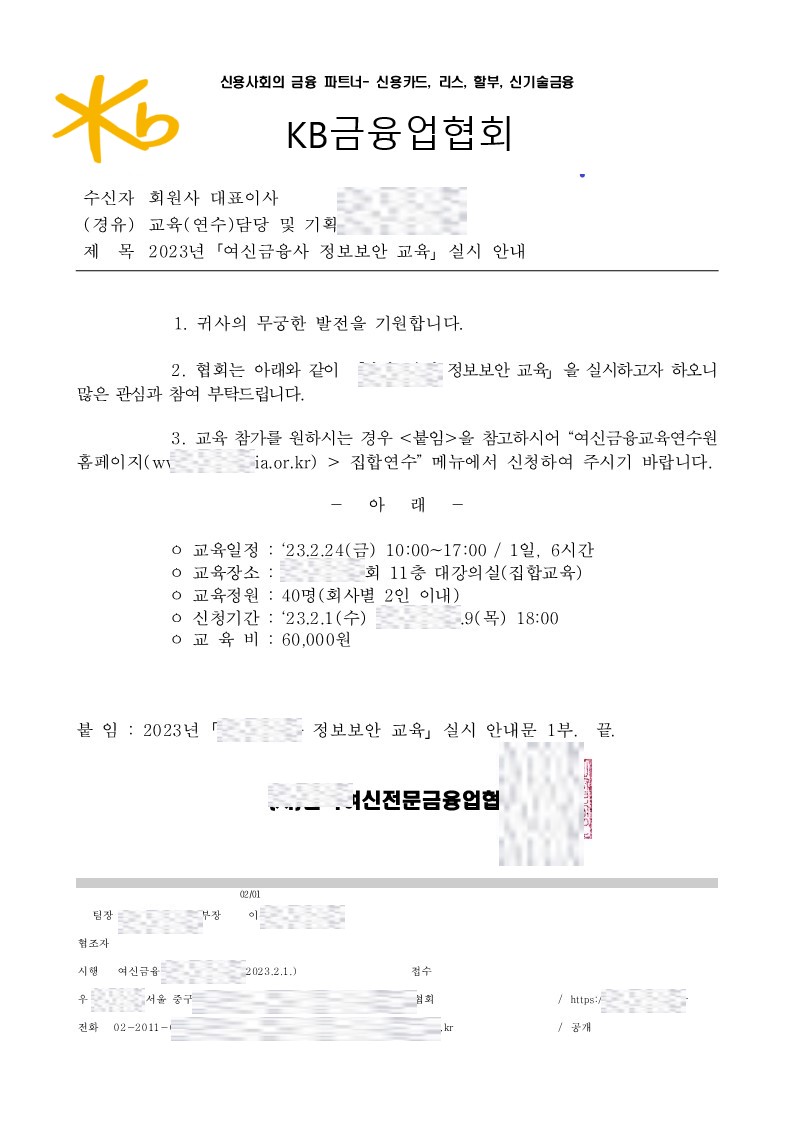 신용사회의 금융 파트너- 신용카드, 리스, 할부, 신기술금융
Kb
KB금융업협회
수신자 회원사 대표이사
(경유) 교육(연수)담당 및 기획
제 목 2023년「여신금융사 정보보안 교육」실시 안내
1. 귀사의 무궁한 발전을 기원합니다.
2. 협회는 아래와 같이 정보보안 교육」을 실시하고자 하오니
많은 관심과 참여 부탁드립니다.
3. 교육 참가를 원하시는 경우 <붙임>을 참고하시어 “여신금융교육연수원
홈페이지( ia.or.kr) > 집합연수” 메뉴에서 신청하여 주시기 바랍니다.
- 아 래 -
ㅇ 교육일정 : ‘23.2.24(금) 10:00~17:00 / 1일, 6시간
ㅇ 교육장소 : 회 11층 대강의실(집합교육)
ㅇ 교육정원 : 40명(회사별 2인 이내)
ㅇ 신청기간 : ‘23.2.1(수) .9(목) 18:00
ㅇ 교 육 비 : 60,000원
붙 임 : 2023년「 정보보안 교육」실시 안내문 1부. 끝.
여신전문금융업협
02/01
팀장 부장 이
협조자
시행 여신금융 2023.2.1.) 접수
우 서울 중구 협회 / https:/
전화 02-2011- .kr / 공개